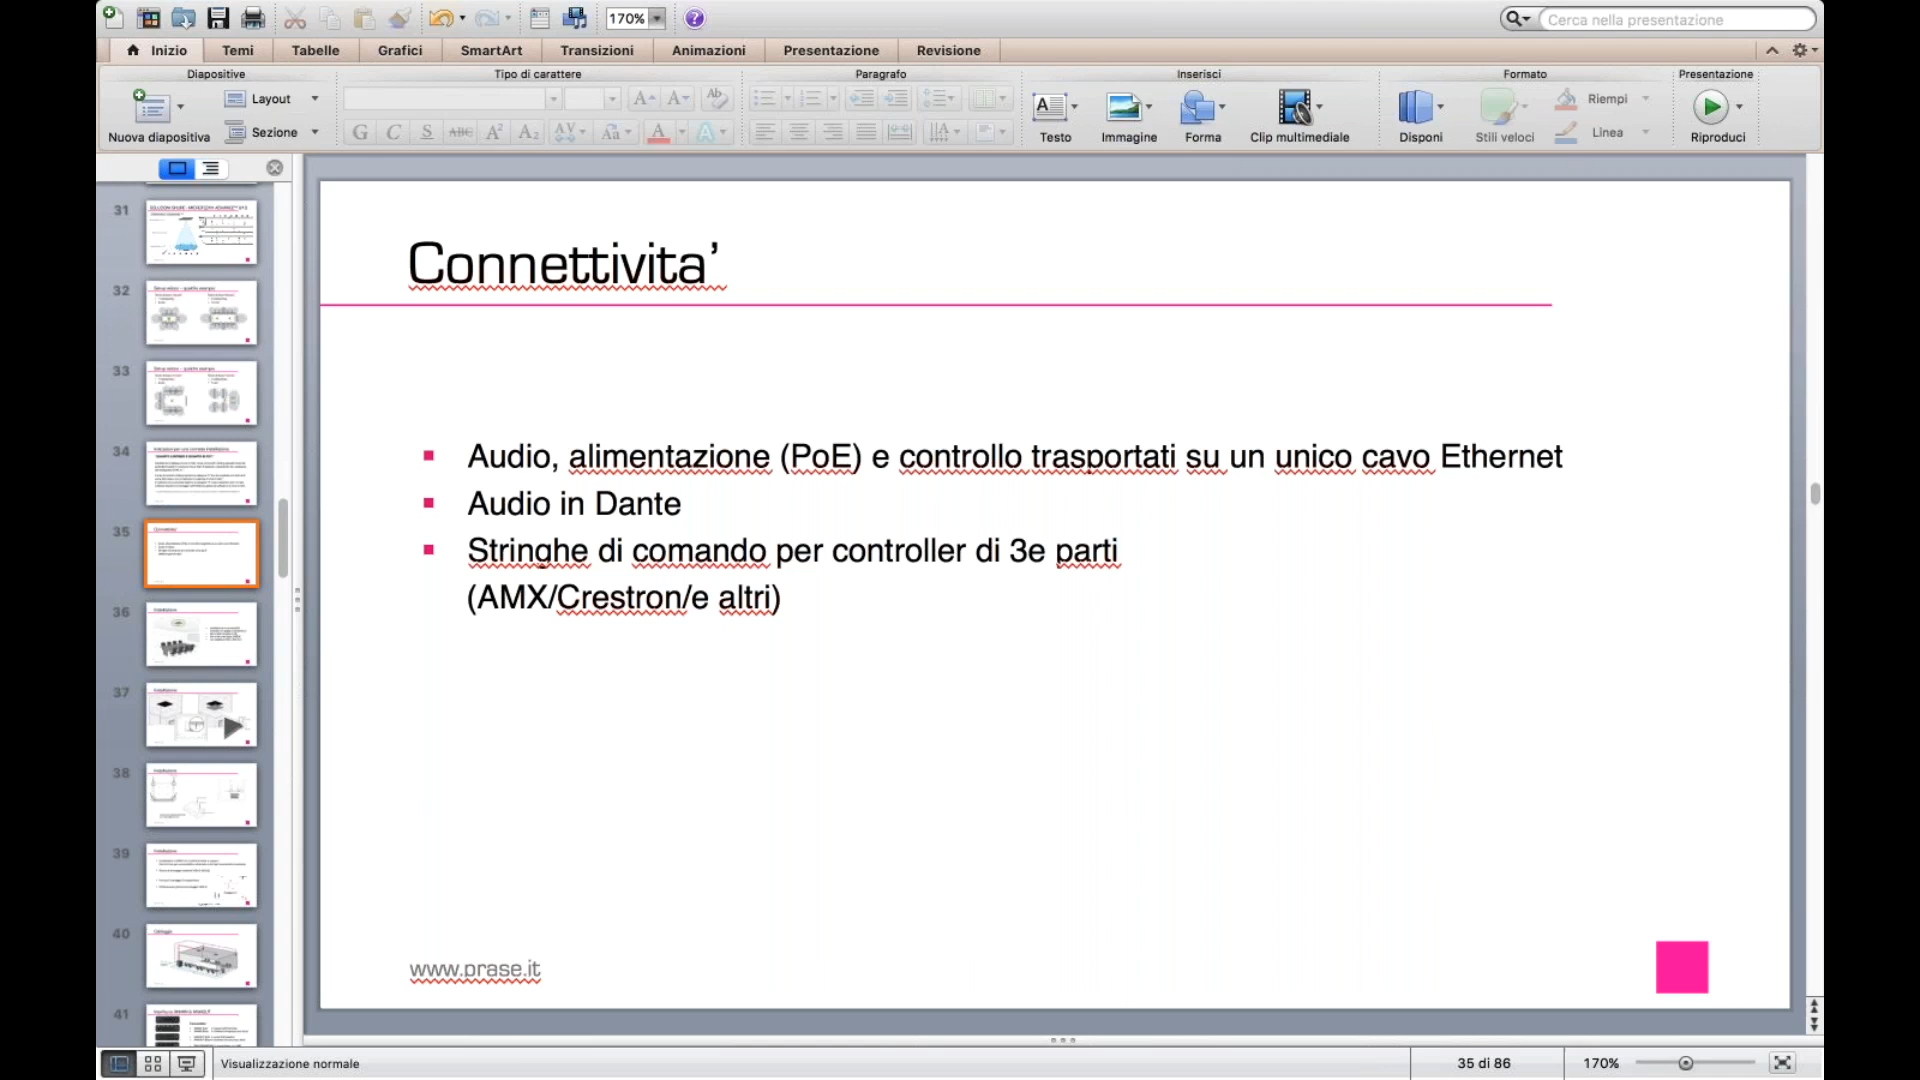 170%
Cerca nella presentazione
Inizio
Temi
Tabelle
Grafici
SmartArt
Transizioni
Animazioni
Presentazione
Revisione
Diapositive
Tipo di carattere
Paragrafo
Inserisci
Formato
Presentazione
Nuova diapositiva
Layout
Sezione
Testo
Immagine
Forma
Clip multimediale
Disponi
Stili veloci
Riempi
Linea
Riproduci
31
32
33
34
35
36
37
38
39
40
41
Connettivita’
Audio, alimentazione (PoE) e controllo trasportati su un unico cavo Ethernet
Audio in Dante
Stringhe di comando per controller di 3e parti
(AMX/Crestron/e altri)
www.prase.it
Visualizzazione normale
35 di 86
170%